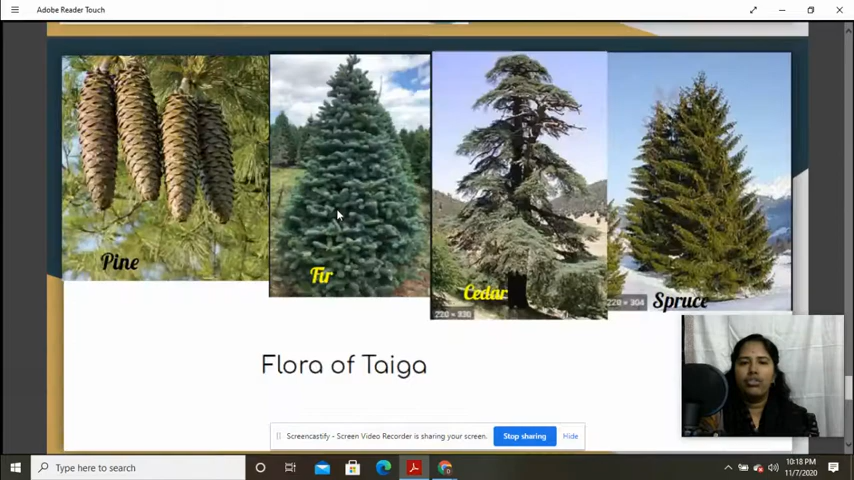 Adobe Reader Touch
Pine
Fir
Cedar
Spruce
220 × 330
220 × 304
Flora of Taiga
Screencastify - Screen Video Recorder is sharing your screen.
Stop sharing
Hide
Type here to search
10:18 PM
11/7/2020